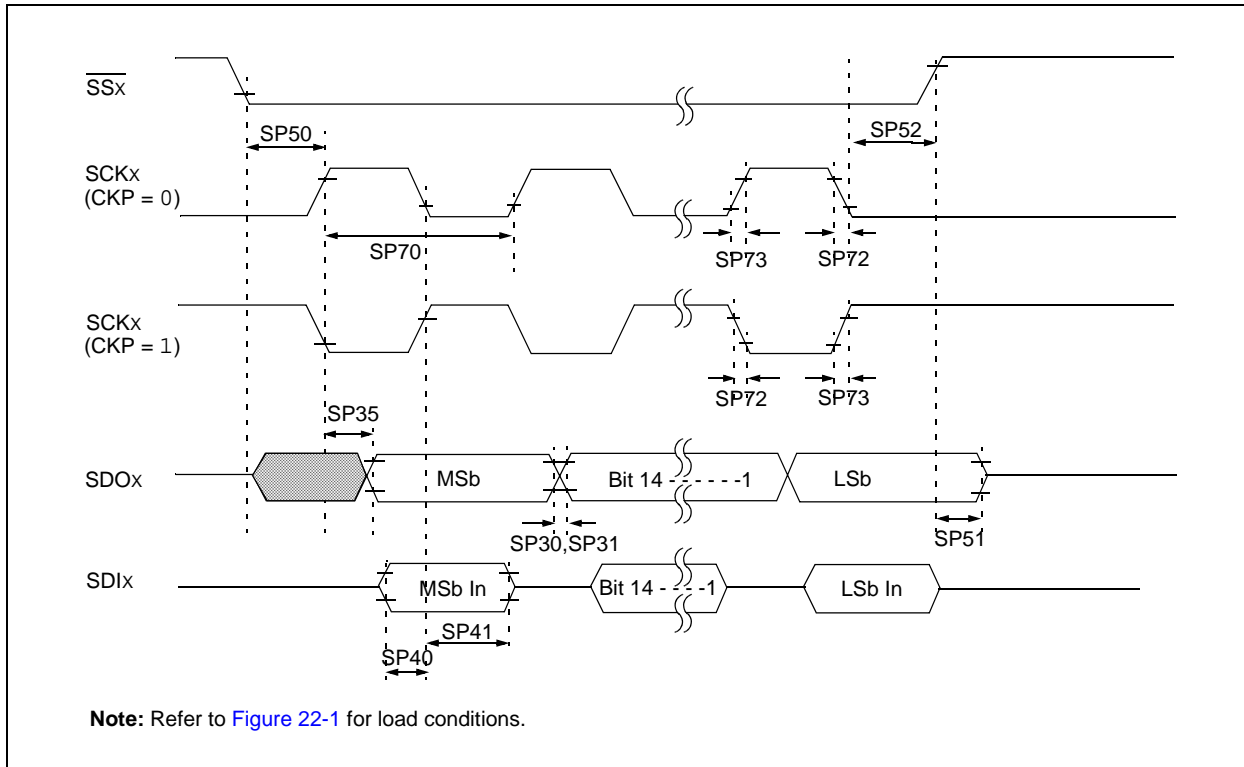 SSx
SP50
SP52
SCKx
(CKP = 0)
SP70
SP73
SP72
SCKx
(CKP = 1)
SP72
SP73
SP35
SDOx
MSb
Bit 14 - - - - - -1
LSb
SP30,SP31
SP51
SDIx
MSb In
Bit 14 - - - -1
LSb In
SP41
SP40
Note: Refer to Figure 22-1 for load conditions.